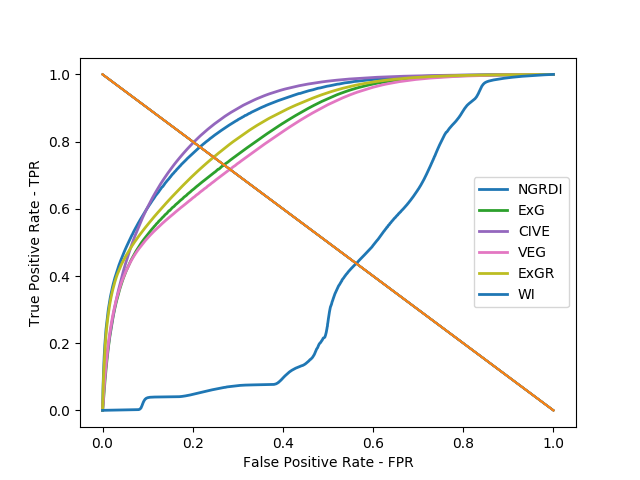 1.0
0.8
0.6
0.4
0.2
0.0
True Positive Rate - TPR
NGRDI
ExG
CIVE
VEG
ExGR
WI
0.0 0.2 0.4 0.6 0.8 1.0
False Positive Rate - FPR